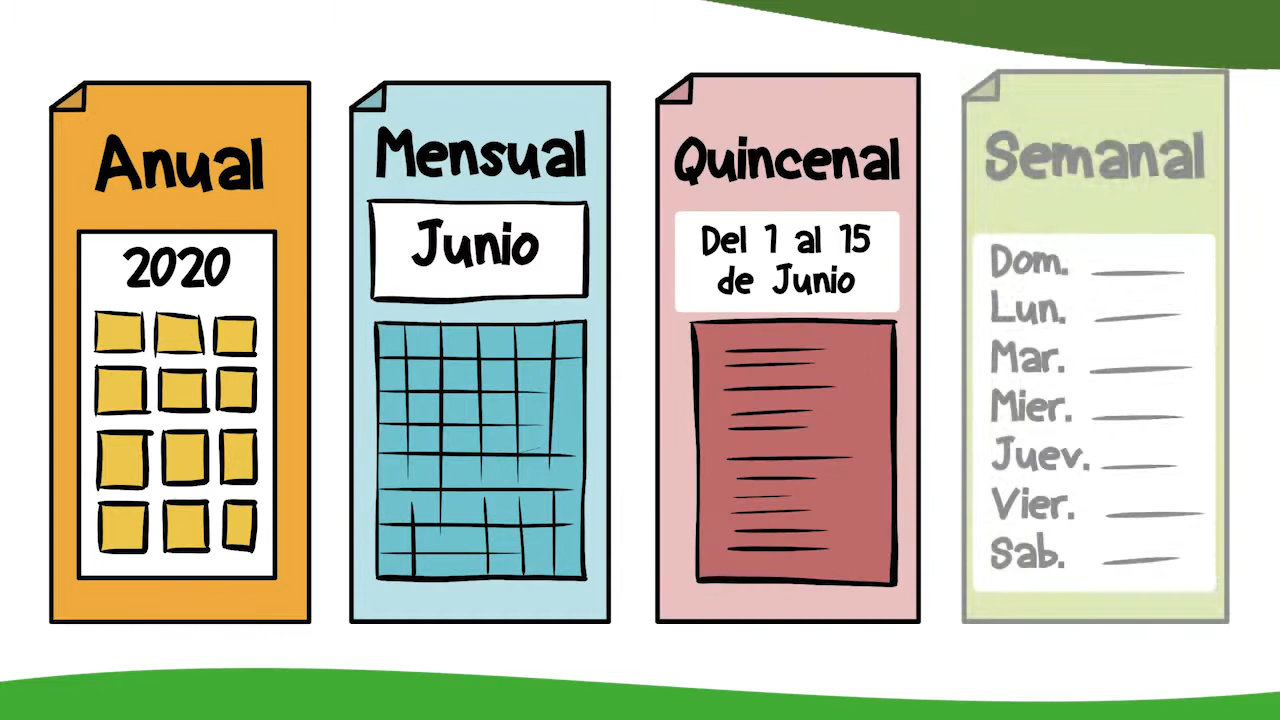 Anual
2020
Mensual
Junio
Quincenal
Del 1 al 15
de Junio
Semanal
Dom.
Lun.
Mar.
Mier.
Juev.
Vier.
Sab.